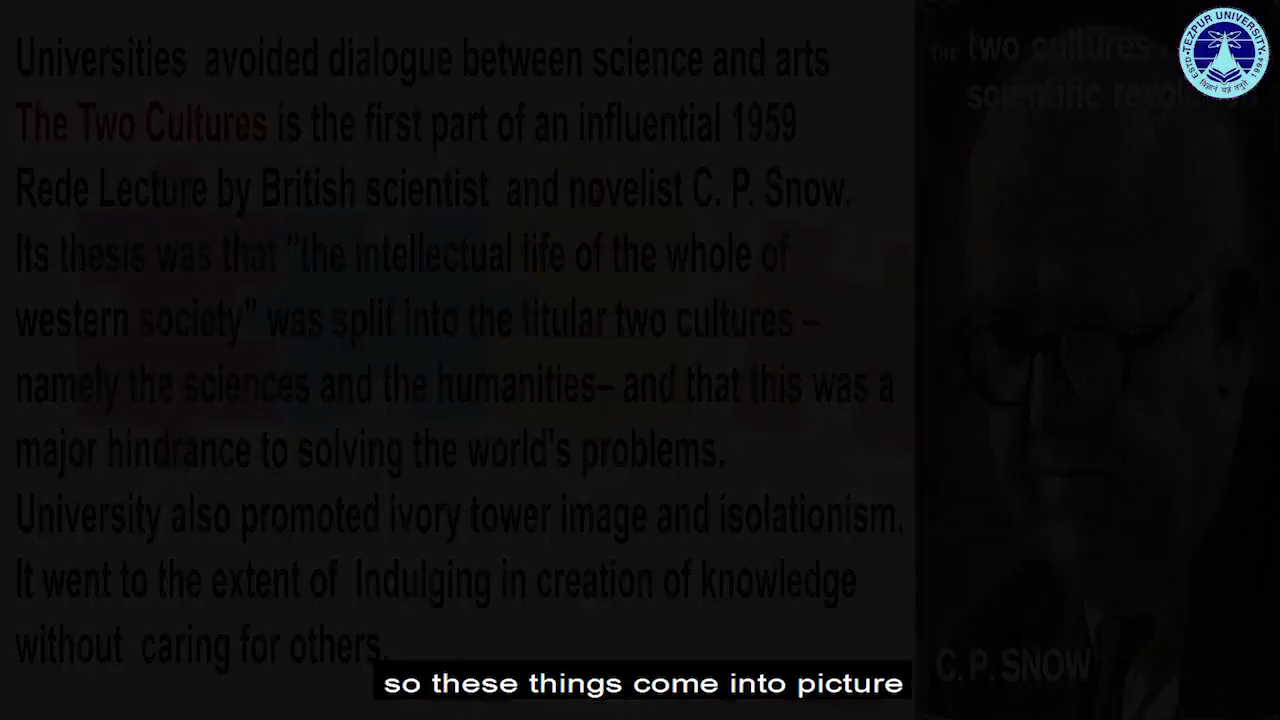 Universities avoided dialogue between science and arts
The Two Cultures is the first part of an influential 1959
Rede Lecture by British scientist and novelist C. P. Snow.
Its thesis was that "the intellectual life of the whole of
western society" was split into the titular two cultures –
namely the sciences and the humanities– and that this was a
major hindrance to solving the world's problems.
University also promoted ivory tower image and isolationism.
It went to the extent of Indulging in creation of knowledge
without caring for others.
THE two cultures
scientific revolution
C. P. SNOW
TEZPUR UNIVERSITY
ESTD. 1994
विज्ञानं यज्ञं तनुते
so these things come into picture